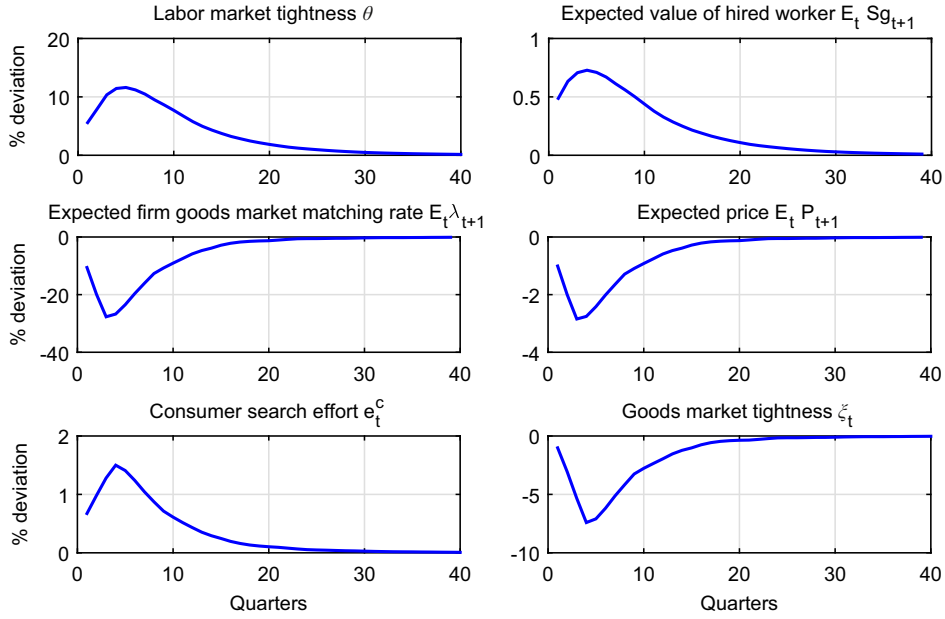 Labor market tightness θ
% deviation
20
10
0
0 10 20 30 40
Expected value of hired worker E_t Sg_{t+1}
1
0.5
0
0 10 20 30 40
Expected firm goods market matching rate E_t λ_{t+1}
% deviation
0
-20
-40
0 10 20 30 40
Expected price E_t P_{t+1}
0
-2
-4
0 10 20 30 40
Consumer search effort e_t^c
% deviation
2
1
0
0 10 20 30 40
Quarters
Goods market tightness ξ_t
0
-5
-10
0 10 20 30 40
Quarters